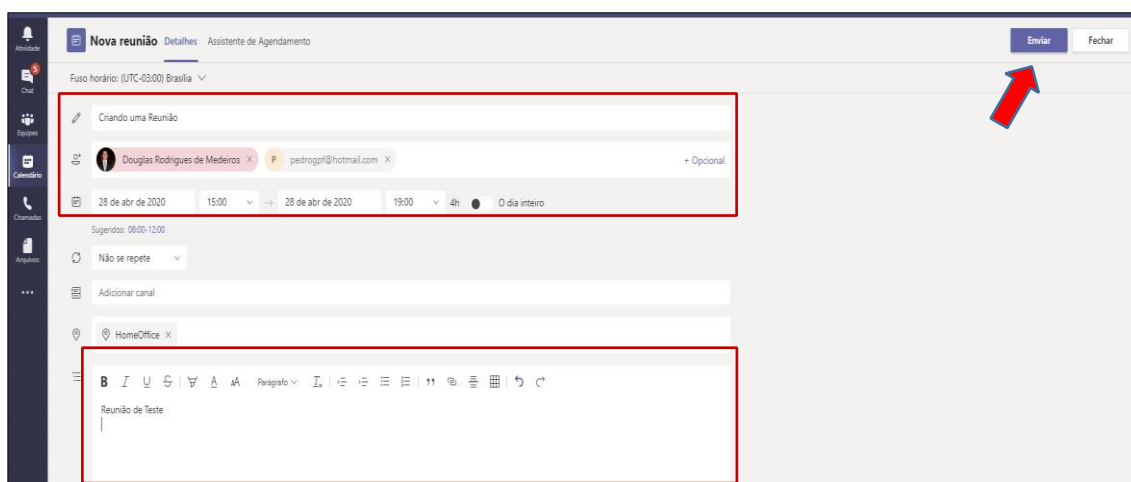 Atividade
Nova reunião Detalhes Assistente de Agendamento
Enviar Fechar
5
Chat
Fuso horário: (UTC-03:00) Brasília
Equipes
Criando uma Reunião
Calendário
Douglas Rodrigues de Medeiros × P pedrogpf@hotmail.com × + Opcional
Chamadas
28 de abr de 2020 15:00 → 28 de abr de 2020 19:00 4h O dia inteiro
Sugeridos: 08:00-12:00
Arquivos
Não se repete
...
Adicionar canal
HomeOffice ×
B I U S A A AA Parágrafo Ix
Reunião de Teste